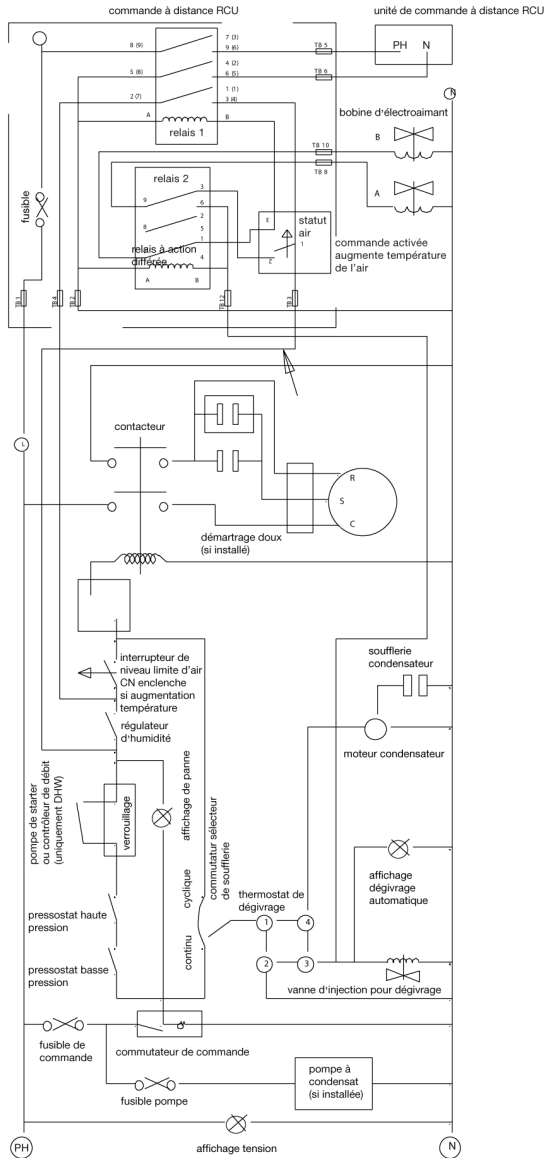 commande à distance RCU
unité de commande à distance RCU
7 (3)
8 (9)
9 (6)
TB 5
PH
N
4 (2)
5 (8)
6 (5)
TB 6
1 (1)
2 (7)
3 (4)
N
A
B
bobine d'électroaimant
relais 1
B
TB 10
TB 8
relais 2
A
3
9
6
2
3
statut
air
fusible
8
5
1
1
relais à action
différée
4
2
commande activée
augmente température
de l'air
A
B
TB 1
TB 4
TB 2
TB 12
TB 3
contacteur
L
R
S
C
démartrage doux
(si installé)
interrupteur de
niveau limite d'air
CN enclenche
si augmentation
température
soufflerie
condensateur
régulateur
d'humidité
moteur condensateur
pompe de starter
ou contrôleur de débit
(uniquement DHW)
verrouillage
affichage de panne
commutateur sélecteur
de soufflerie
cyclique
continu
affichage
dégivrage
automatique
thermostat de
dégivrage
pressostat haute
pression
1
4
2
3
pressostat basse
pression
vanne d'injection pour dégivrage
fusible de
commande
commutateur de commande
pompe à
condensat
(si installée)
fusible pompe
PH
affichage tension
N